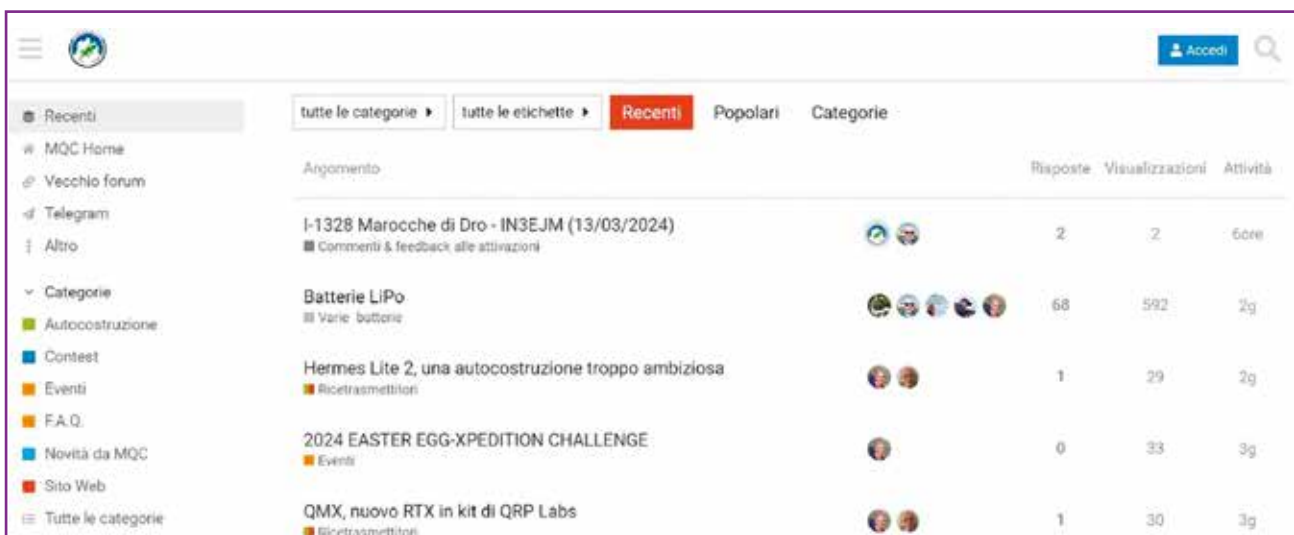 Accedi
Recenti
MQC Home
Vecchio forum
Telegram
Altro
Categorie
Autocostruzione
Contest
Eventi
F.A.Q.
Novità da MQC
Sito Web
Tutte le categorie
tutte le categorie tutte le etichette Recenti Popolari Categorie
Argomento Risposte Visualizzazioni Attività
I-1328 Marocche di Dro - IN3EJM (13/03/2024) 2 2 6ore
Commenti & feedback alle attivazioni
Batterie LiPo 68 592 2g
Varie batterie
Hermes Lite 2, una autocostruzione troppo ambiziosa 1 29 2g
Ricetrasmettitori
2024 EASTER EGG-XPEDITION CHALLENGE 0 33 3g
Eventi
QMX, nuovo RTX in kit di QRP Labs 1 30 3g
Ricetrasmettitori